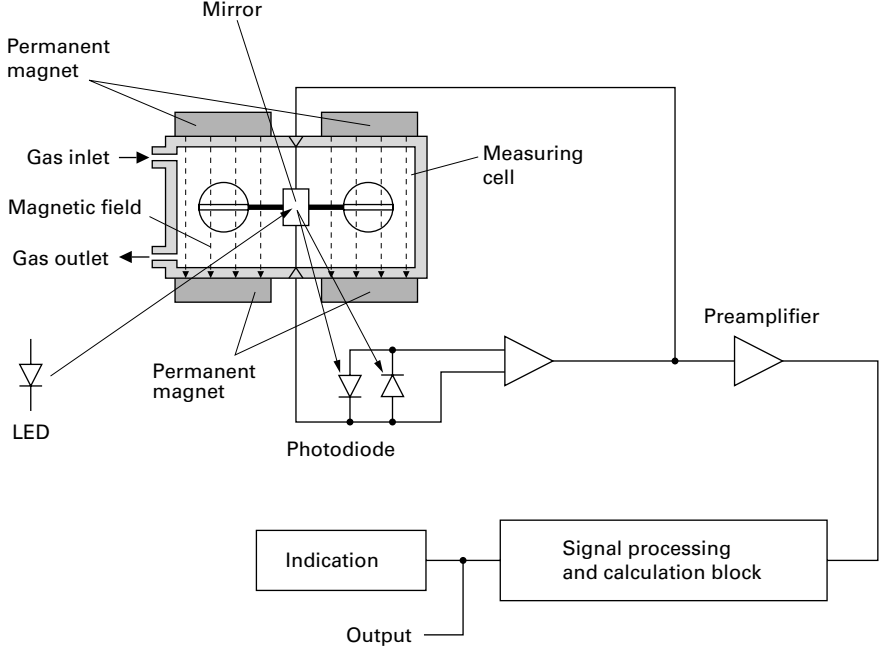 Mirror
Permanent
magnet
Gas inlet
Measuring
cell
Magnetic field
Gas outlet
Preamplifier
Permanent
magnet
LED
Photodiode
Indication
Signal processing
and calculation block
Output